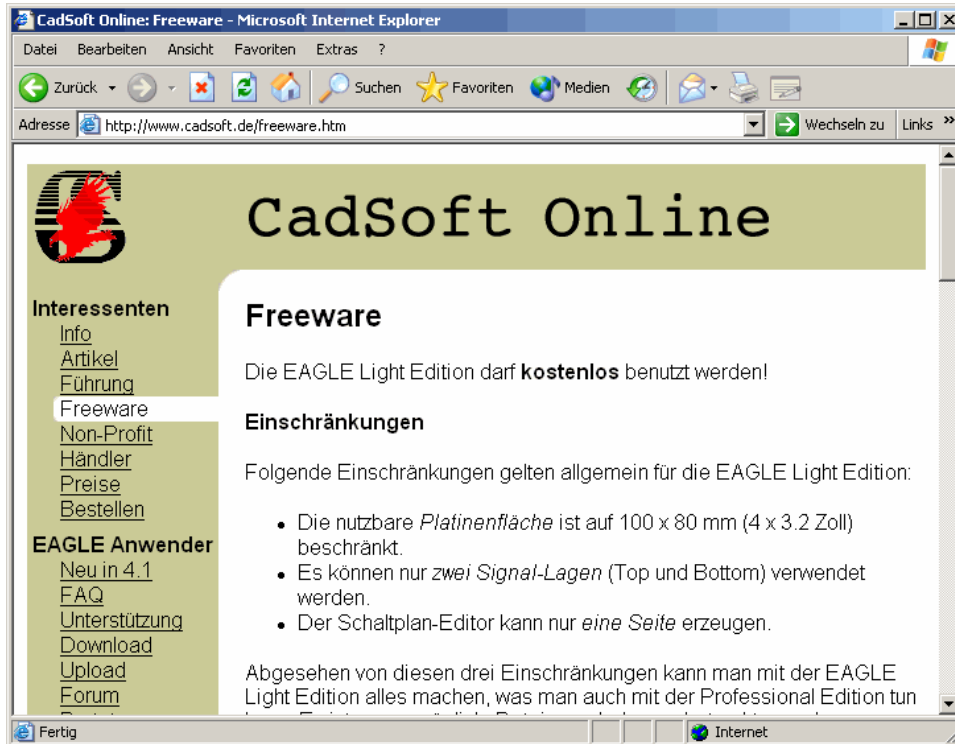 CadSoft Online: Freeware - Microsoft Internet Explorer
Datei Bearbeiten Ansicht Favoriten Extras ?
Zurück Suchen Favoriten Medien
Adresse http://www.cadsoft.de/freeware.htm Wechseln zu Links »
CadSoft Online
Interessenten
Info
Artikel
Führung
Freeware
Non-Profit
Händler
Preise
Bestellen
EAGLE Anwender
Neu in 4.1
FAQ
Unterstützung
Download
Upload
Forum
Freeware
Die EAGLE Light Edition darf kostenlos benutzt werden!
Einschränkungen
Folgende Einschränkungen gelten allgemein für die EAGLE Light Edition:
• Die nutzbare Platinenfläche ist auf 100 x 80 mm (4 x 3.2 Zoll)
beschränkt.
• Es können nur zwei Signal-Lagen (Top und Bottom) verwendet
werden.
• Der Schaltplan-Editor kann nur eine Seite erzeugen.
Abgesehen von diesen drei Einschränkungen kann man mit der EAGLE
Light Edition alles machen, was man auch mit der Professional Edition tun
Fertig Internet